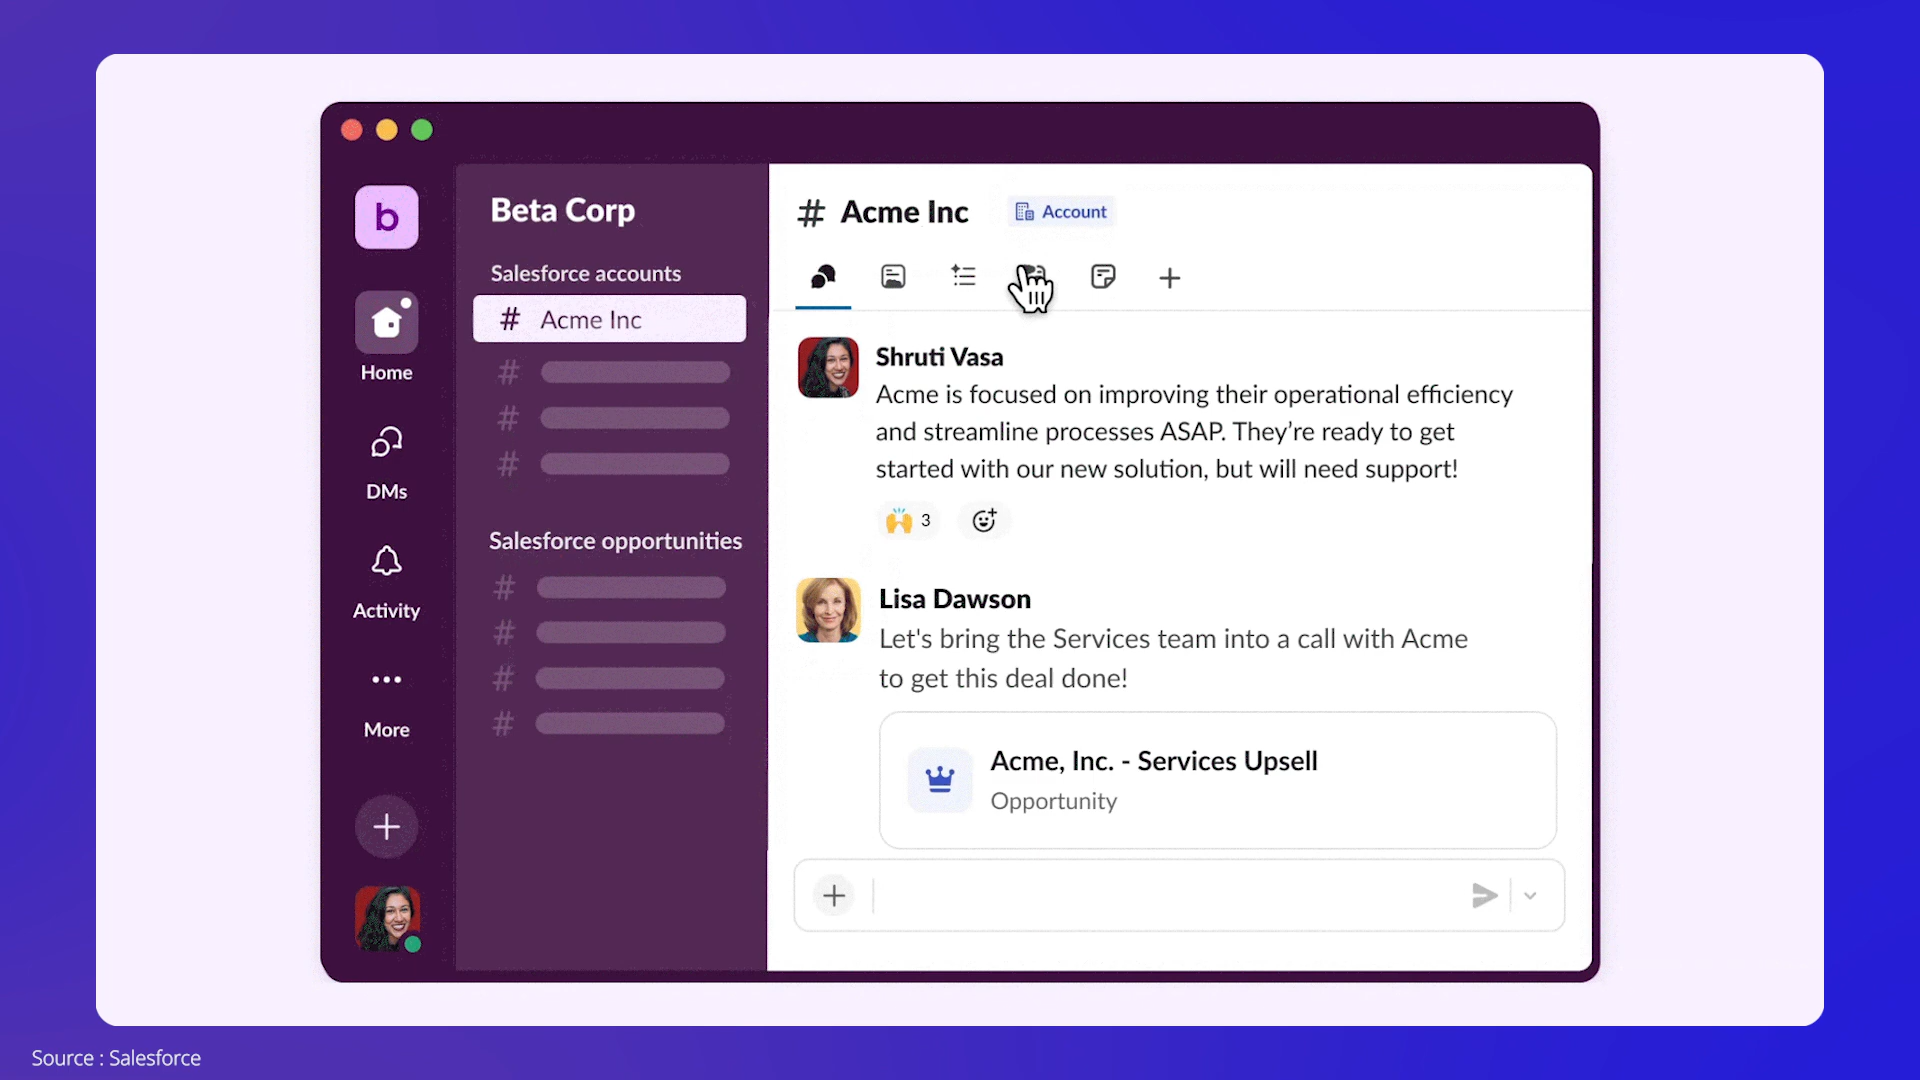 b
Home
DMs
Activity
More
Beta Corp
Salesforce accounts
# Acme Inc
#
#
#
Salesforce opportunities
#
#
#
#
# Acme Inc
Account
Shruti Vasa
Acme is focused on improving their operational efficiency
and streamline processes ASAP. They’re ready to get
started with our new solution, but will need support!
3
Lisa Dawson
Let's bring the Services team into a call with Acme
to get this deal done!
Acme, Inc. - Services Upsell
Opportunity
Source : Salesforce